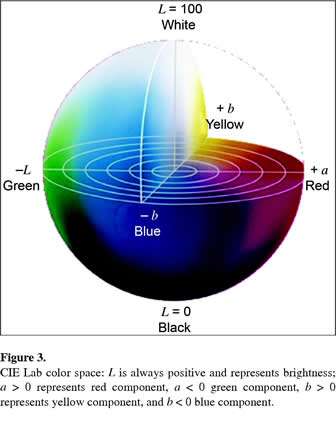 L = 100
White
+ b
Yellow
–L
Green
+ a
Red
– b
Blue
L = 0
Black
Figure 3.
CIE Lab color space: L is always positive and represents brightness;
a > 0 represents red component, a < 0 green component, b > 0
represents yellow component, and b < 0 blue component.